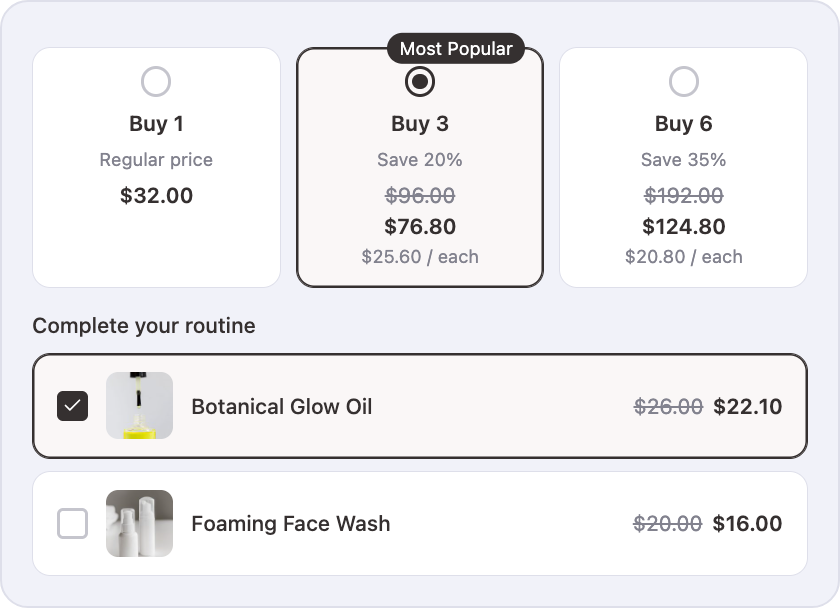 Most Popular
Buy 1
Regular price
$32.00
Buy 3
Save 20%
$96.00
$76.80
$25.60 / each
Buy 6
Save 35%
$192.00
$124.80
$20.80 / each
Complete your routine
Botanical Glow Oil $26.00 $22.10
Foaming Face Wash $20.00 $16.00